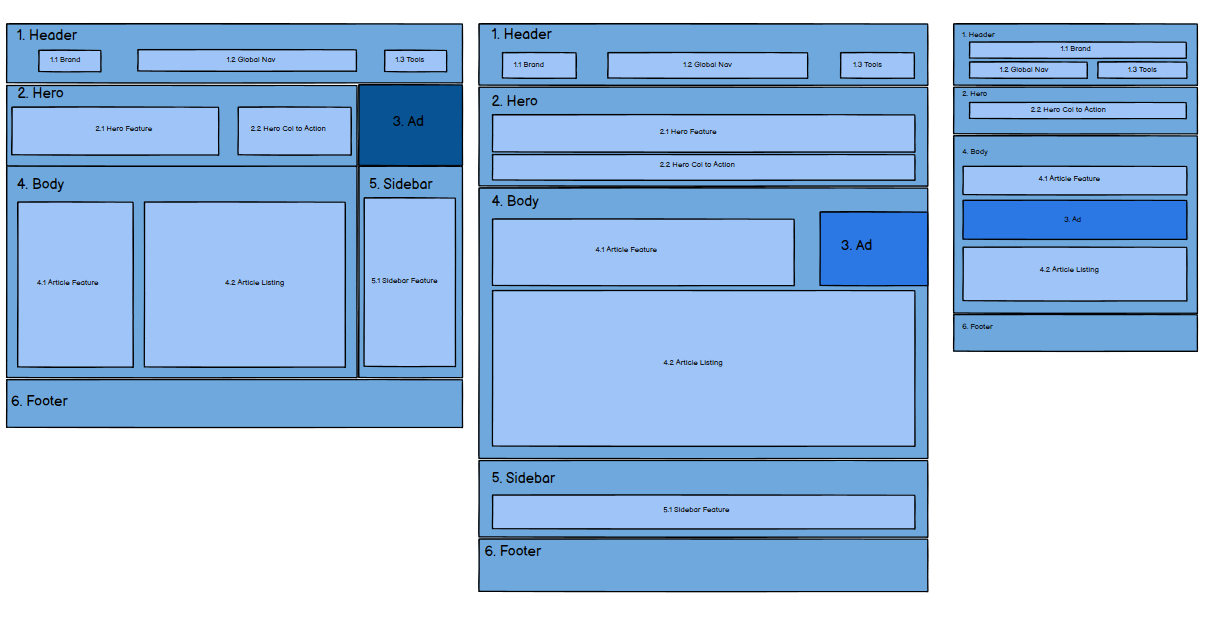 1. Header
1.1 Brand
1.2 Global Nav
1.3 Tools
2. Hero
2.1 Hero Feature
2.2 Hero Col to Action
3. Ad
4. Body
4.1 Article Feature
4.2 Article Listing
5. Sidebar
5.1 Sidebar Feature
6. Footer
1. Header
1.1 Brand
1.2 Global Nav
1.3 Tools
2. Hero
2.1 Hero Feature
2.2 Hero Col to Action
4. Body
4.1 Article Feature
3. Ad
4.2 Article Listing
5. Sidebar
5.1 Sidebar Feature
6. Footer
1. Header
1.1 Brand
1.2 Global Nav
1.3 Tools
2. Hero
2.2 Hero Col to Action
4. Body
4.1 Article Feature
3. Ad
4.2 Article Listing
6. Footer